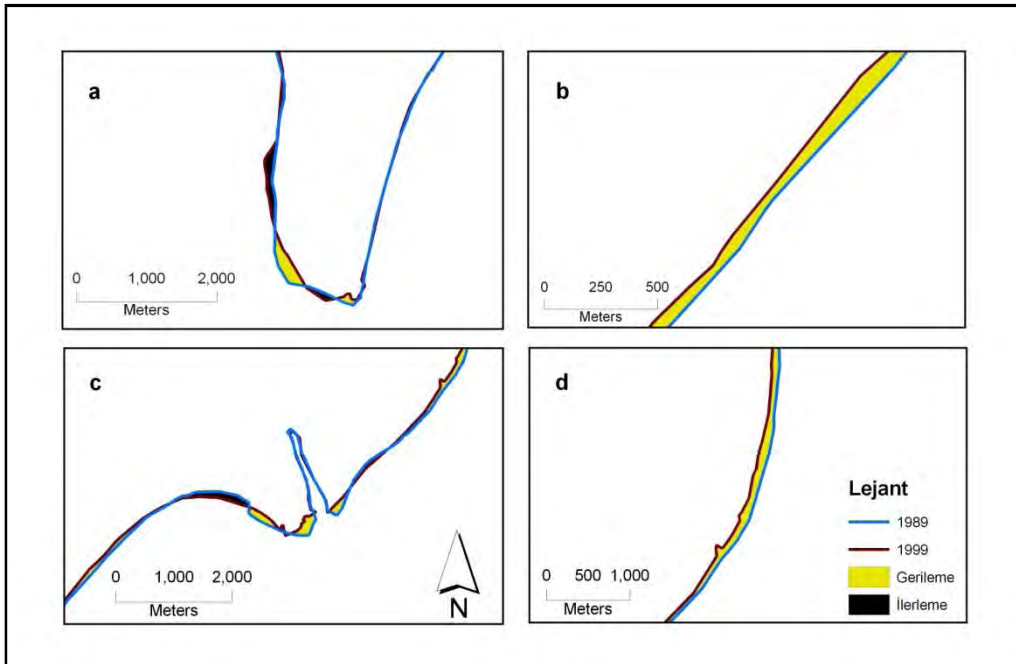 a
0 1,000 2,000
Meters
b
0 250 500
Meters
c
0 1,000 2,000
Meters
N
d
0 500 1,000
Meters
Lejant
1989
1999
Gerileme
İlerleme